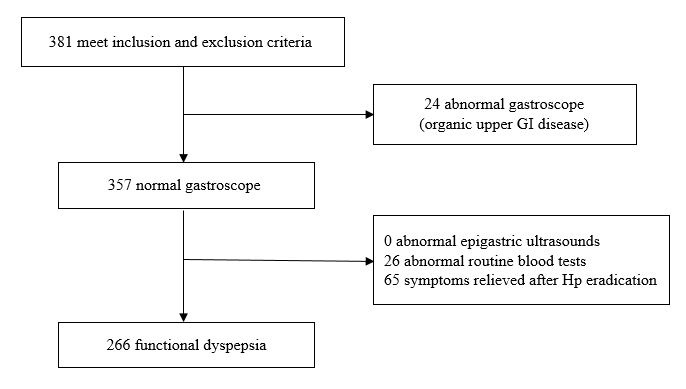 381 meet inclusion and exclusion criteria
24 abnormal gastroscope
(organic upper GI disease)
357 normal gastroscope
0 abnormal epigastric ultrasounds
26 abnormal routine blood tests
65 symptoms relieved after Hp eradication
266 functional dyspepsia